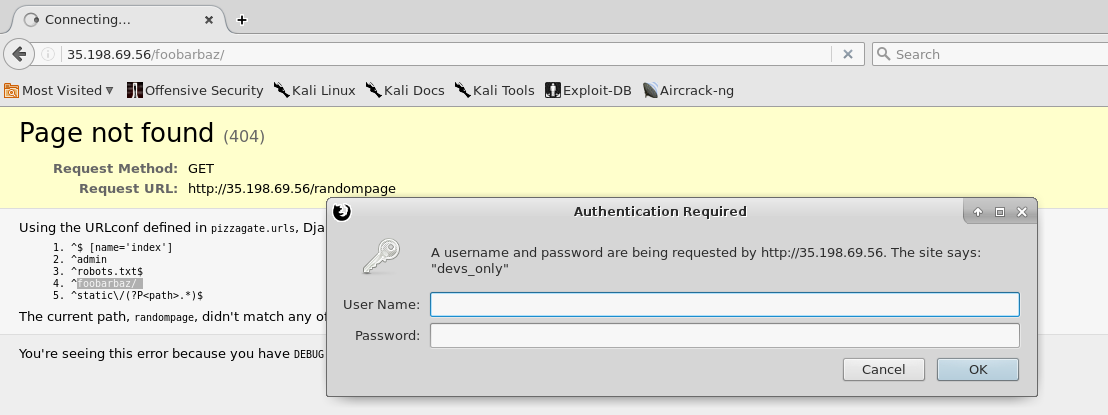 Connecting...
35.198.69.56/foobarbaz/
Search
Most Visited Offensive Security Kali Linux Kali Docs Kali Tools Exploit-DB Aircrack-ng
Page not found (404)
Request Method: GET
Request URL: http://35.198.69.56/randompage
Using the URLconf defined in pizzagate.urls, Dja
1. ^$ [name='index']
2. ^admin
3. ^robots.txt$
4. ^foobarbaz/
5. ^static\/(?P<path>.*)$
The current path, randompage, didn't match any of
You're seeing this error because you have DEBUG
Authentication Required
A username and password are being requested by http://35.198.69.56. The site says:
"devs_only"
User Name:
Password:
Cancel OK